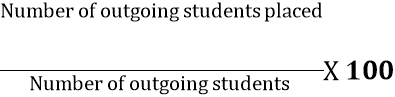 Number of outgoing students placed
X 100
Number of outgoing students